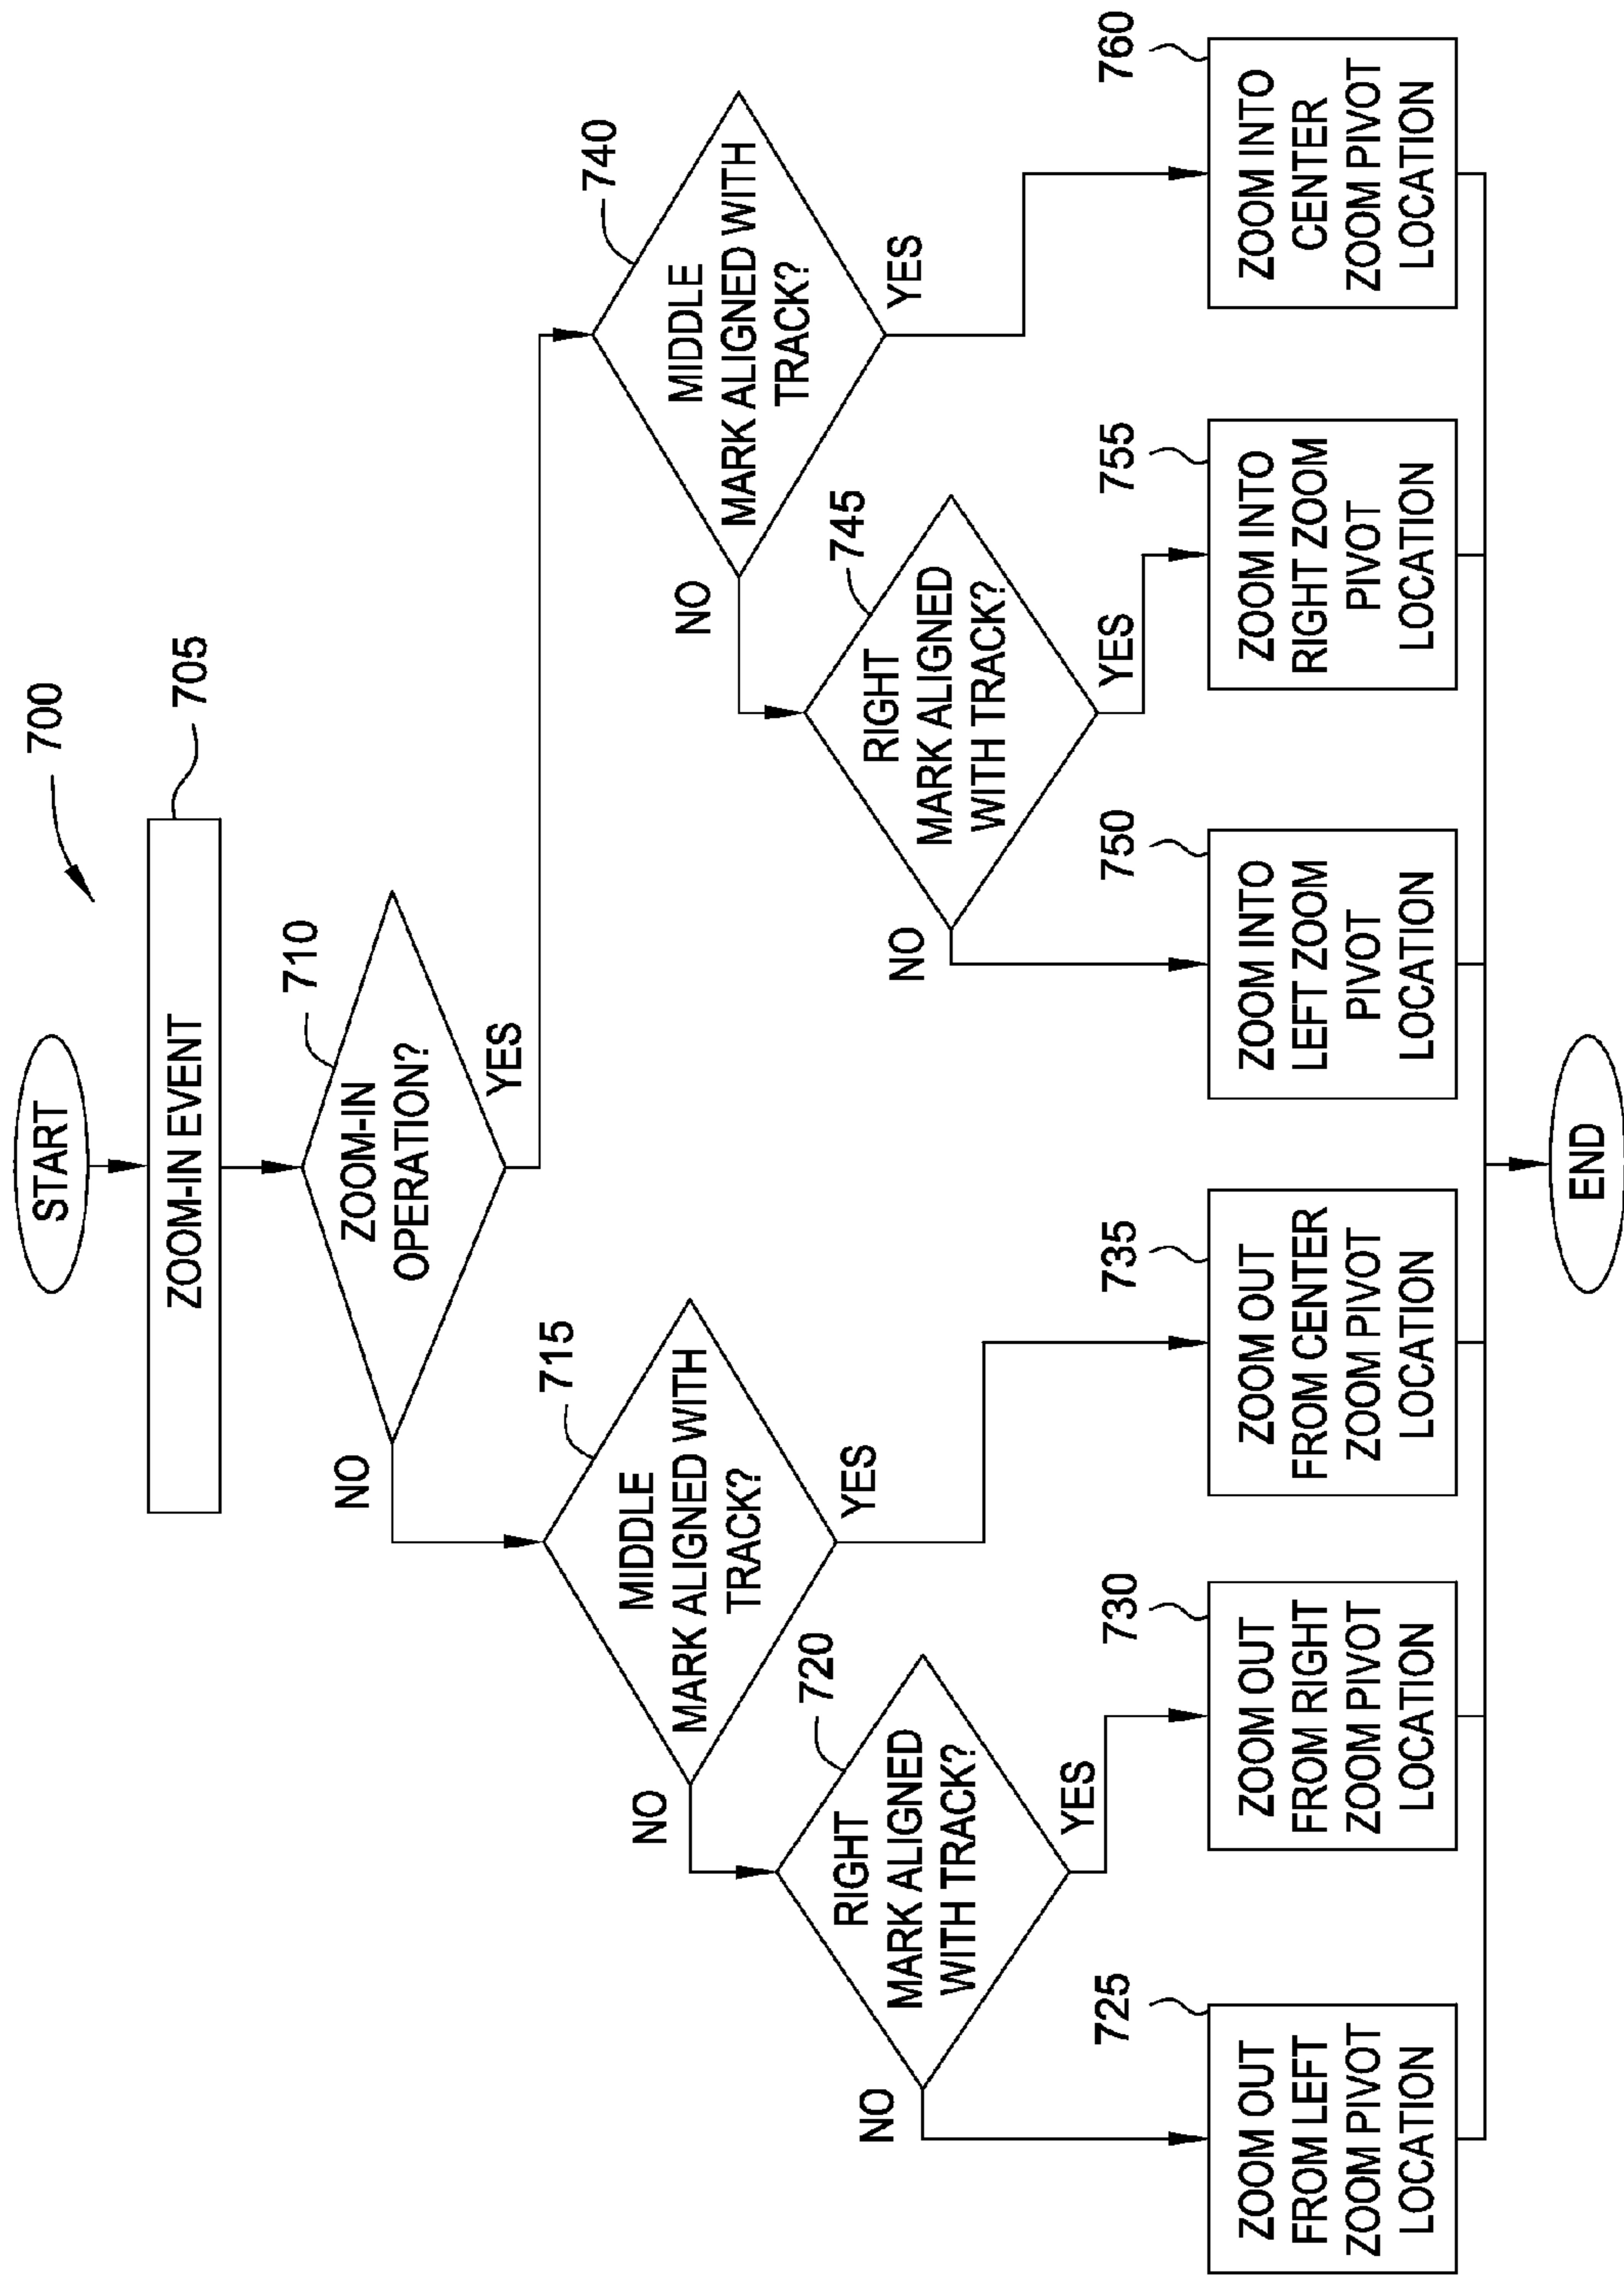 700
START
ZOOM-IN EVENT
705
710
ZOOM-IN
OPERATION?
NO
YES
715
MIDDLE
MARK ALIGNED WITH
TRACK?
NO
YES
740
MIDDLE
MARK ALIGNED WITH
TRACK?
NO
YES
720
RIGHT
MARK ALIGNED
WITH TRACK?
NO
YES
745
RIGHT
MARK ALIGNED
WITH TRACK?
NO
YES
725
ZOOM OUT
FROM LEFT
ZOOM PIVOT
LOCATION
730
ZOOM OUT
FROM RIGHT
ZOOM PIVOT
LOCATION
735
ZOOM OUT
FROM CENTER
ZOOM PIVOT
LOCATION
750
ZOOM INTO
LEFT ZOOM
PIVOT
LOCATION
755
ZOOM INTO
RIGHT ZOOM
PIVOT
LOCATION
760
ZOOM INTO
CENTER
ZOOM PIVOT
LOCATION
END